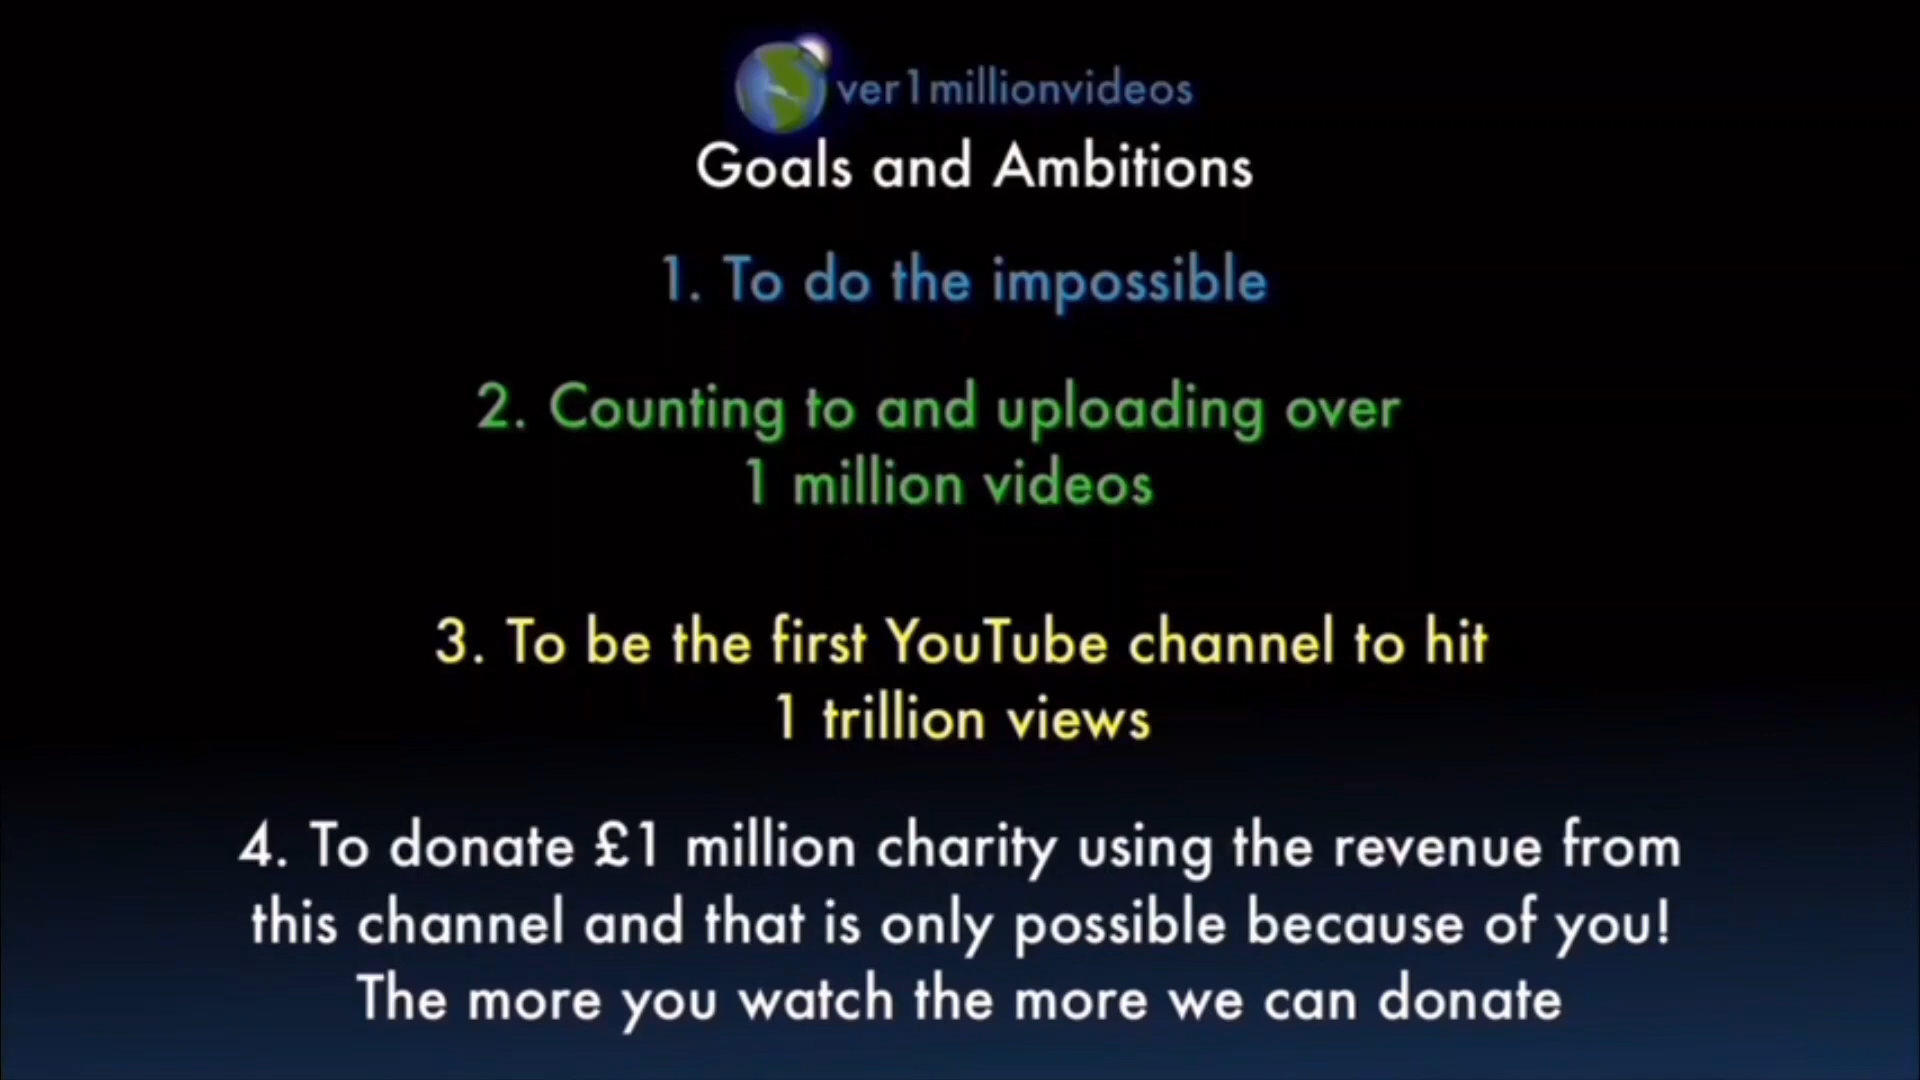 ver1millionvideos
Goals and Ambitions
1. To do the impossible
2. Counting to and uploading over
1 million videos
3. To be the first YouTube channel to hit
1 trillion views
4. To donate £1 million charity using the revenue from
this channel and that is only possible because of you!
The more you watch the more we can donate